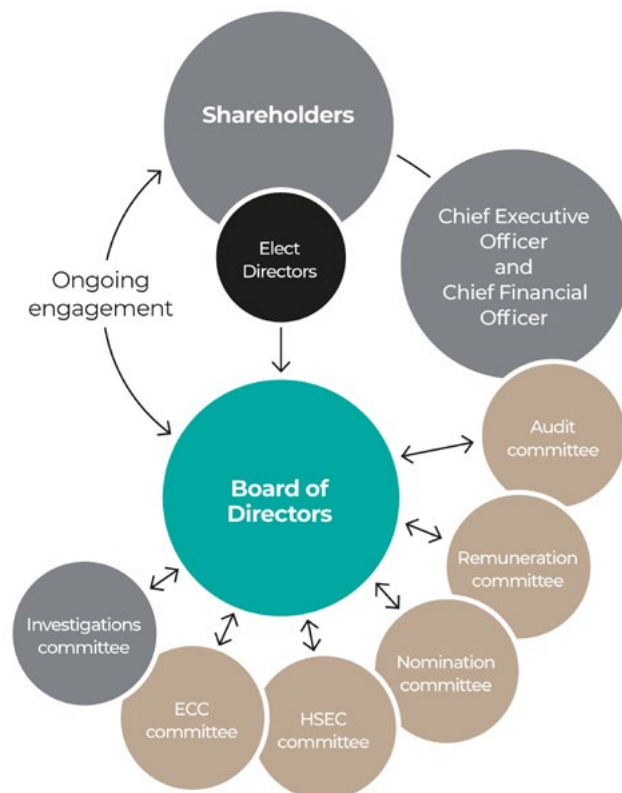 Shareholders
Elect
Directors
Chief Executive
Officer
and
Chief Financial
Officer
Ongoing
engagement
Board of
Directors
Audit
committee
Remuneration
committee
Nomination
committee
HSEC
committee
ECC
committee
Investigations
committee